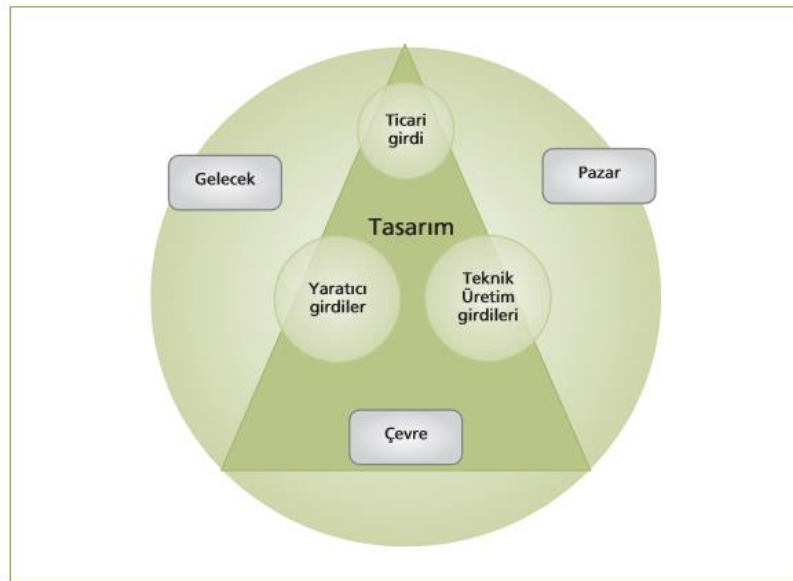 Ticari
girdi
Gelecek
Pazar
Tasarım
Yaratıcı
girdiler
Teknik
Üretim
girdileri
Çevre